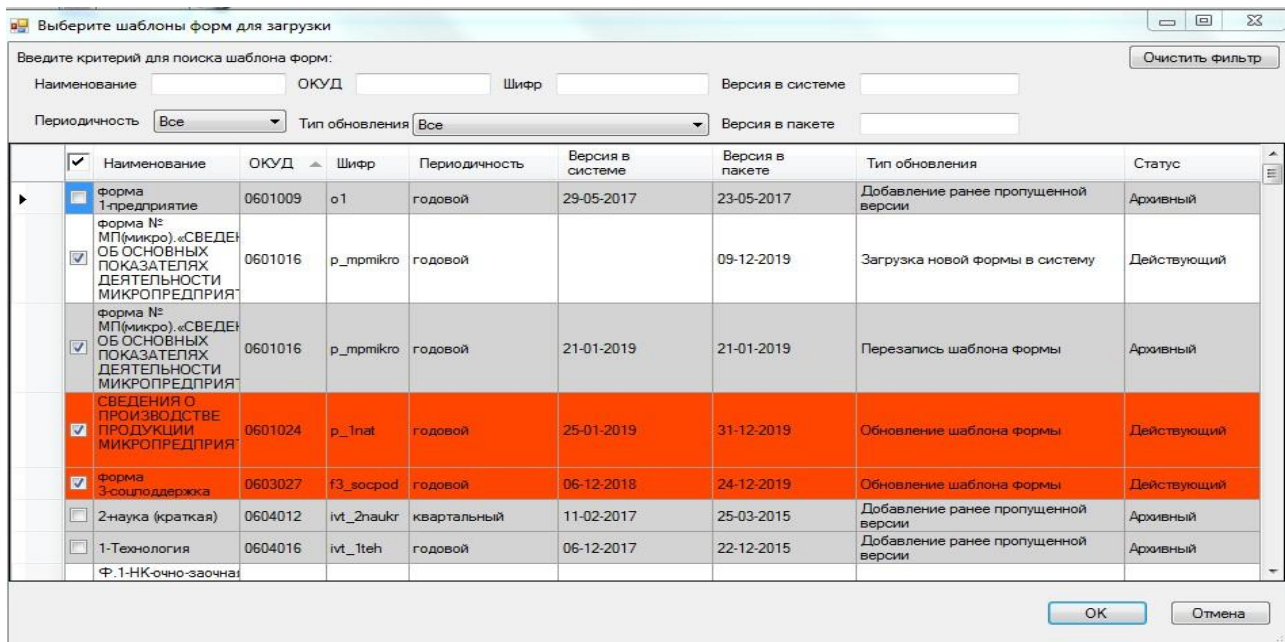 Выберите шаблоны форм для загрузки
Введите критерий для поиска шаблона форм:
Очистить фильтр
Наименование ОКУД Шифр Версия в системе
Периодичность Все Тип обновления Все Версия в пакете
Наименование ОКУД Шифр Периодичность Версия в системе Версия в пакете Тип обновления Статус
форма
1-предприятие 0601009 o1 годовой 29-05-2017 23-05-2017 Добавление ранее пропущенной
версии Архивный
форма №
МП(микро).«СВЕДЕН
ОБ ОСНОВНЫХ
ПОКАЗАТЕЛЯХ 0601016 p_mpmikro годовой 09-12-2019 Загрузка новой формы в систему Действующий
ДЕЯТЕЛЬНОСТИ
МИКРОПРЕДПРИЯТ
форма №
МП(микро).«СВЕДЕН
ОБ ОСНОВНЫХ
ПОКАЗАТЕЛЯХ 0601016 p_mpmikro годовой 21-01-2019 21-01-2019 Перезапись шаблона формы Архивный
ДЕЯТЕЛЬНОСТИ
МИКРОПРЕДПРИЯТ
СВЕДЕНИЯ О
ПРОИЗВОДСТВЕ
ПРОДУКЦИИ 0601024 p_1nat годовой 25-01-2019 31-12-2019 Обновление шаблона формы Действующий
МИКРОПРЕДПРИЯТ
форма
3-соцподдержка 0603027 f3_socpod годовой 06-12-2018 24-12-2019 Обновление шаблона формы Действующий
2-наука (краткая) 0604012 ivt_2naukr квартальный 11-02-2017 25-03-2015 Добавление ранее пропущенной
версии Архивный
1-Технология 0604016 ivt_1teh годовой 06-12-2017 22-12-2015 Добавление ранее пропущенной
версии Архивный
Ф.1-НК-очно-заочная
OK Отмена